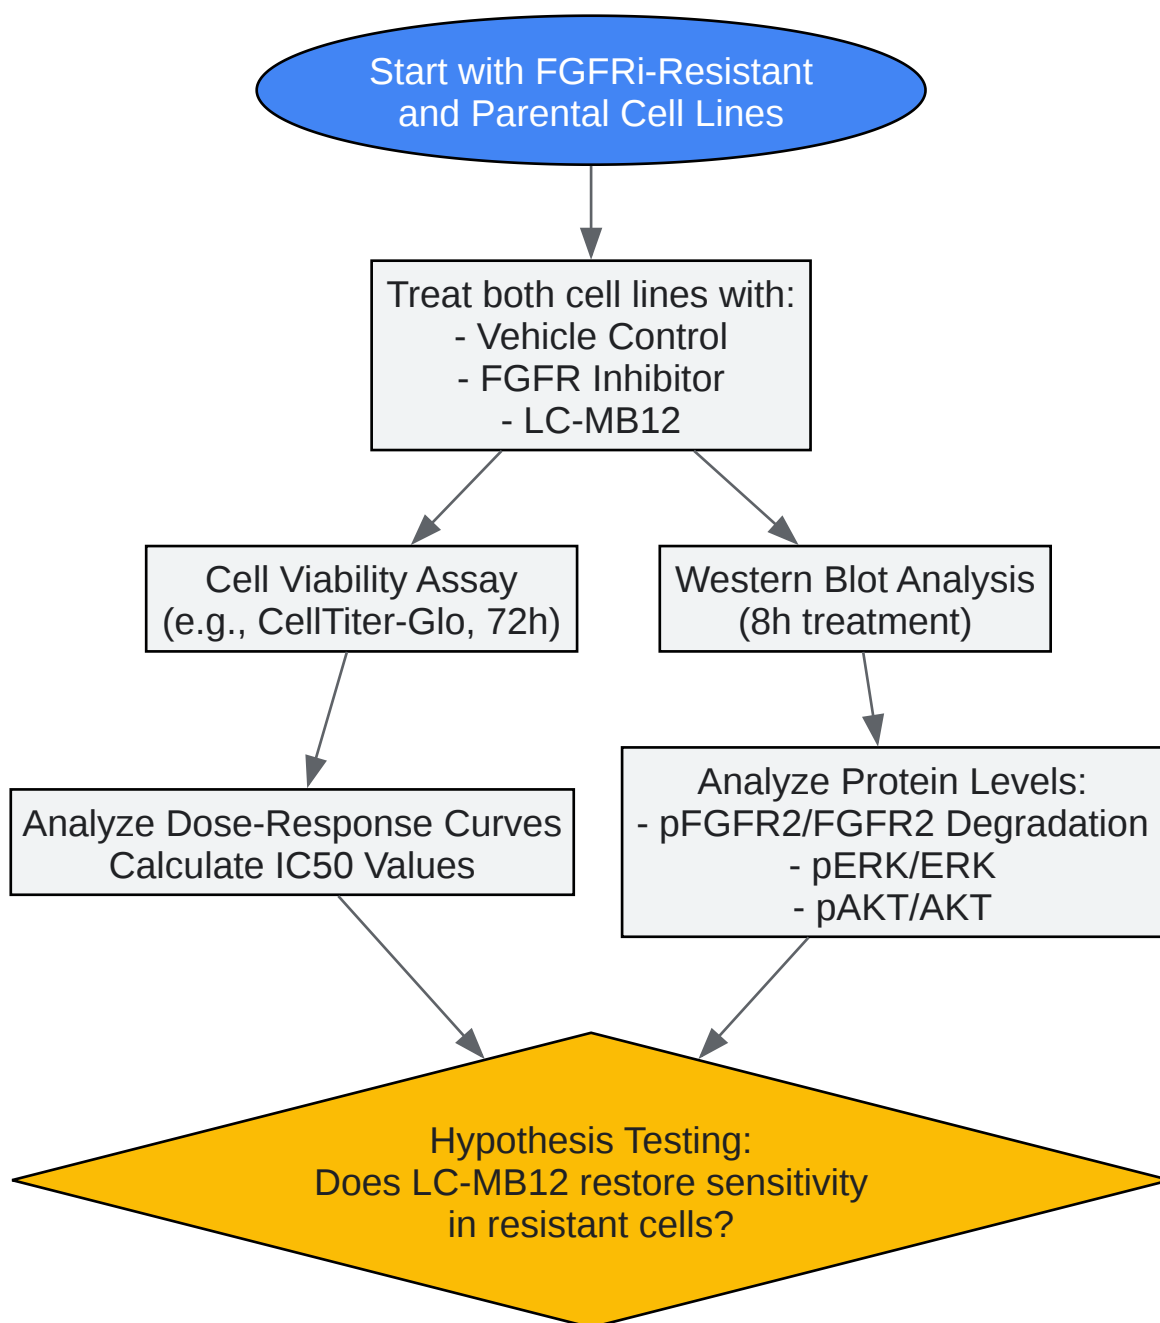 Start with FGFRi-Resistant
and Parental Cell Lines
Treat both cell lines with:
- Vehicle Control
- FGFR Inhibitor
- LC-MB12
Cell Viability Assay
(e.g., CellTiter-Glo, 72h)
Western Blot Analysis
(8h treatment)
Analyze Dose-Response Curves
Calculate IC50 Values
Analyze Protein Levels:
- pFGFR2/FGFR2 Degradation
- pERK/ERK
- pAKT/AKT
Hypothesis Testing:
Does LC-MB12 restore sensitivity
in resistant cells?